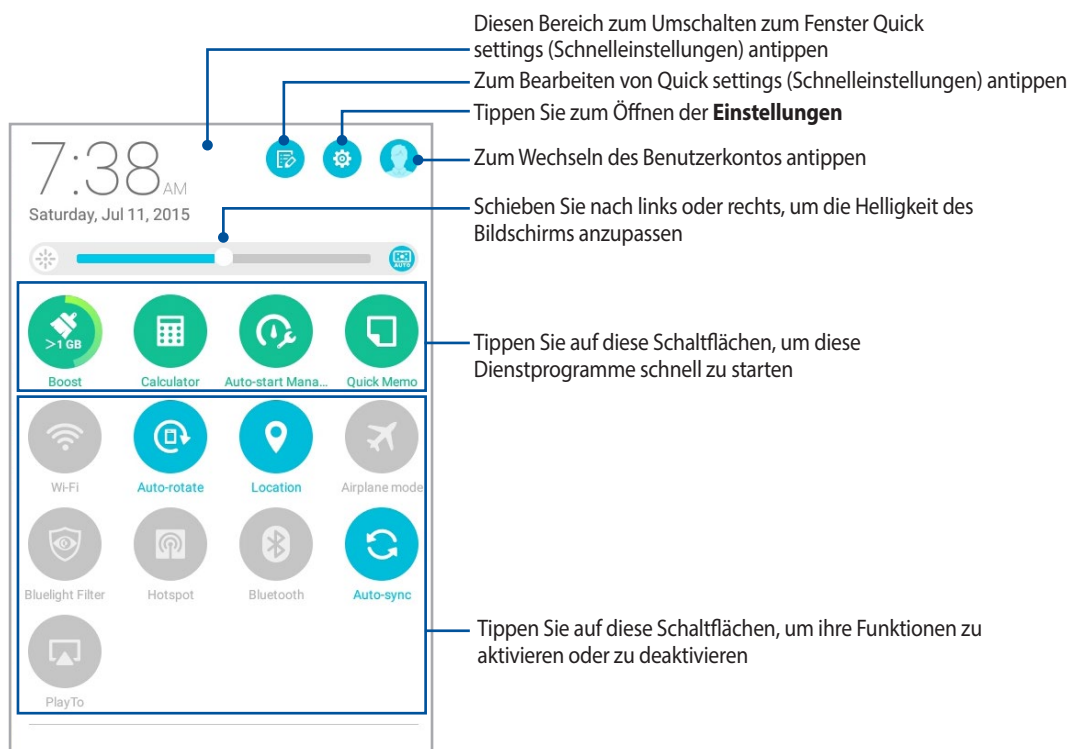 Diesen Bereich zum Umschalten zum Fenster Quick
settings (Schnelleinstellungen) antippen
Zum Bearbeiten von Quick settings (Schnelleinstellungen) antippen
Tippen Sie zum Öffnen der Einstellungen
Zum Wechseln des Benutzerkontos antippen
7:38 AM
Saturday, Jul 11, 2015
Schieben Sie nach links oder rechts, um die Helligkeit des
Bildschirms anzupassen
AUTO
>1 GB
Boost
Calculator
Auto-start Mana...
Quick Memo
Tippen Sie auf diese Schaltflächen, um diese
Dienstprogramme schnell zu starten
Wi-Fi
Auto-rotate
Location
Airplane mode
Bluelight Filter
Hotspot
Bluetooth
Auto-sync
PlayTo
Tippen Sie auf diese Schaltflächen, um ihre Funktionen zu
aktivieren oder zu deaktivieren